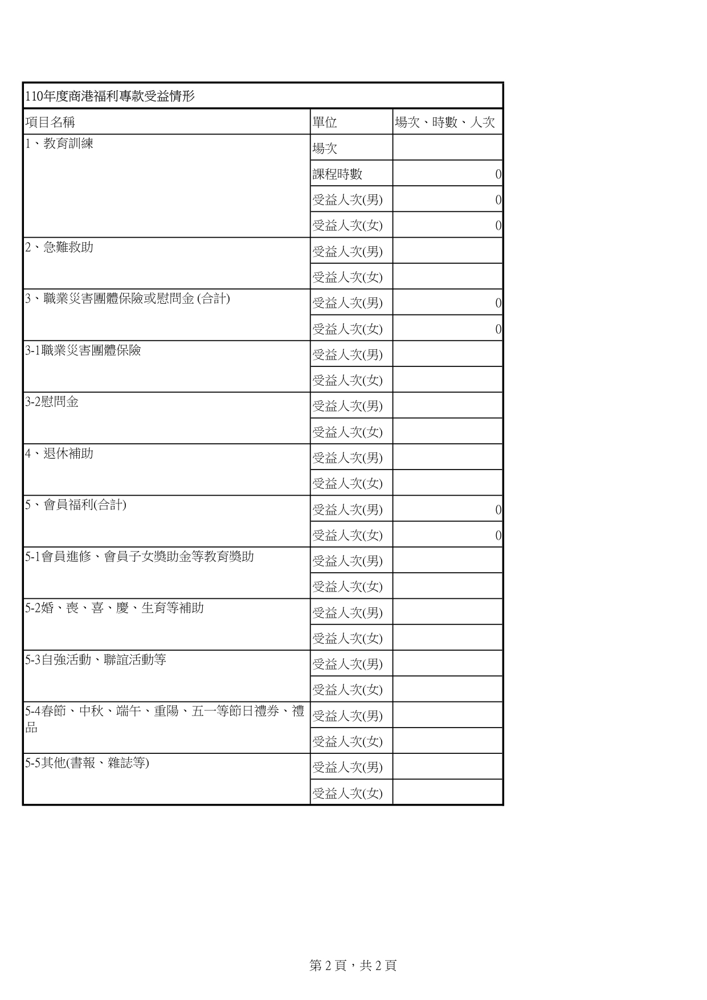 110年度商港福利專款受益情形
項目名稱 單位 場次、時數、人次
1、教育訓練 場次
課程時數 0
受益人次(男) 0
受益人次(女) 0
2、急難救助 受益人次(男)
受益人次(女)
3、職業災害團體保險或慰問金 (合計) 受益人次(男) 0
受益人次(女) 0
3-1職業災害團體保險 受益人次(男)
受益人次(女)
3-2慰問金 受益人次(男)
受益人次(女)
4、退休補助 受益人次(男)
受益人次(女)
5、會員福利(合計) 受益人次(男) 0
受益人次(女) 0
5-1會員進修、會員子女獎助金等教育獎助 受益人次(男)
受益人次(女)
5-2婚、喪、喜、慶、生育等補助 受益人次(男)
受益人次(女)
5-3自強活動、聯誼活動等 受益人次(男)
受益人次(女)
5-4春節、中秋、端午、重陽、五一等節日禮券、禮 受益人次(男)
品
受益人次(女)
5-5其他(書報、雜誌等) 受益人次(男)
受益人次(女)
第 2 頁，共 2 頁